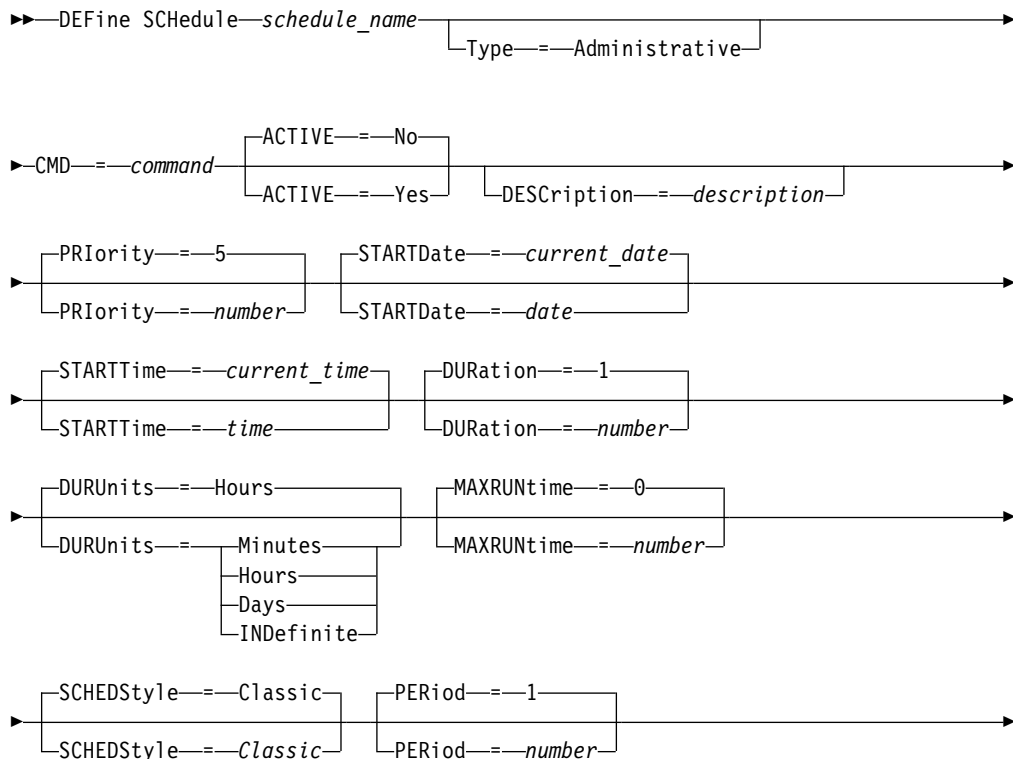 DEFine SCHedule schedule_name
Type = Administrative
CMD = command
ACTIVE = No
ACTIVE = Yes
DESCription = description
PRIority = 5
PRIority = number
STARTDate = current_date
STARTDate = date
STARTTime = current_time
STARTTime = time
DURation = 1
DURation = number
DURUnits = Hours
DURUnits = Minutes
Hours
Days
INDefinite
MAXRUNtime = 0
MAXRUNtime = number
SCHEDStyle = Classic
SCHEDStyle = Classic
PERiod = 1
PERiod = number